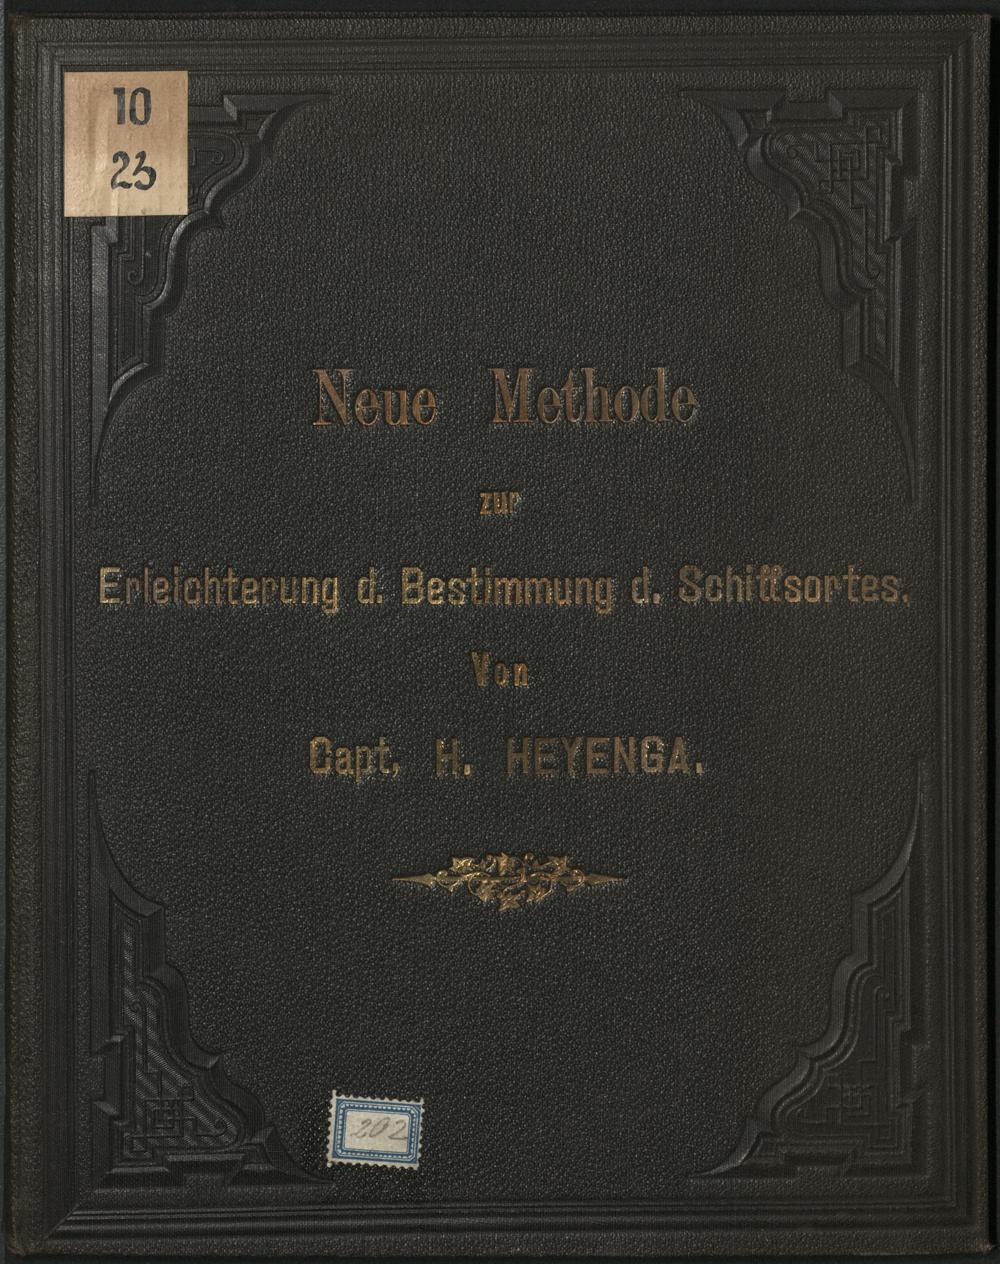 10
23
Neue Methode
zur
Erleichterung d. Bestimmung d. Schiffsortes.
Von
Capt. H. HEYENGA.
202